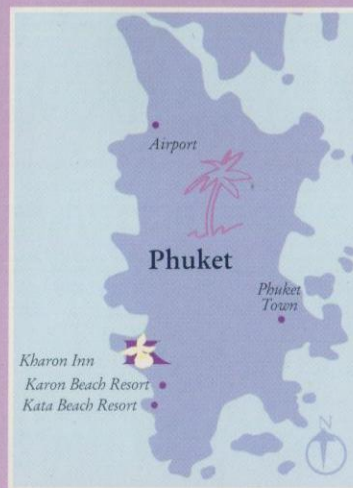 Airport
Phuket
Phuket
Town
Kharon Inn
K
Karon Beach Resort
Kata Beach Resort
N